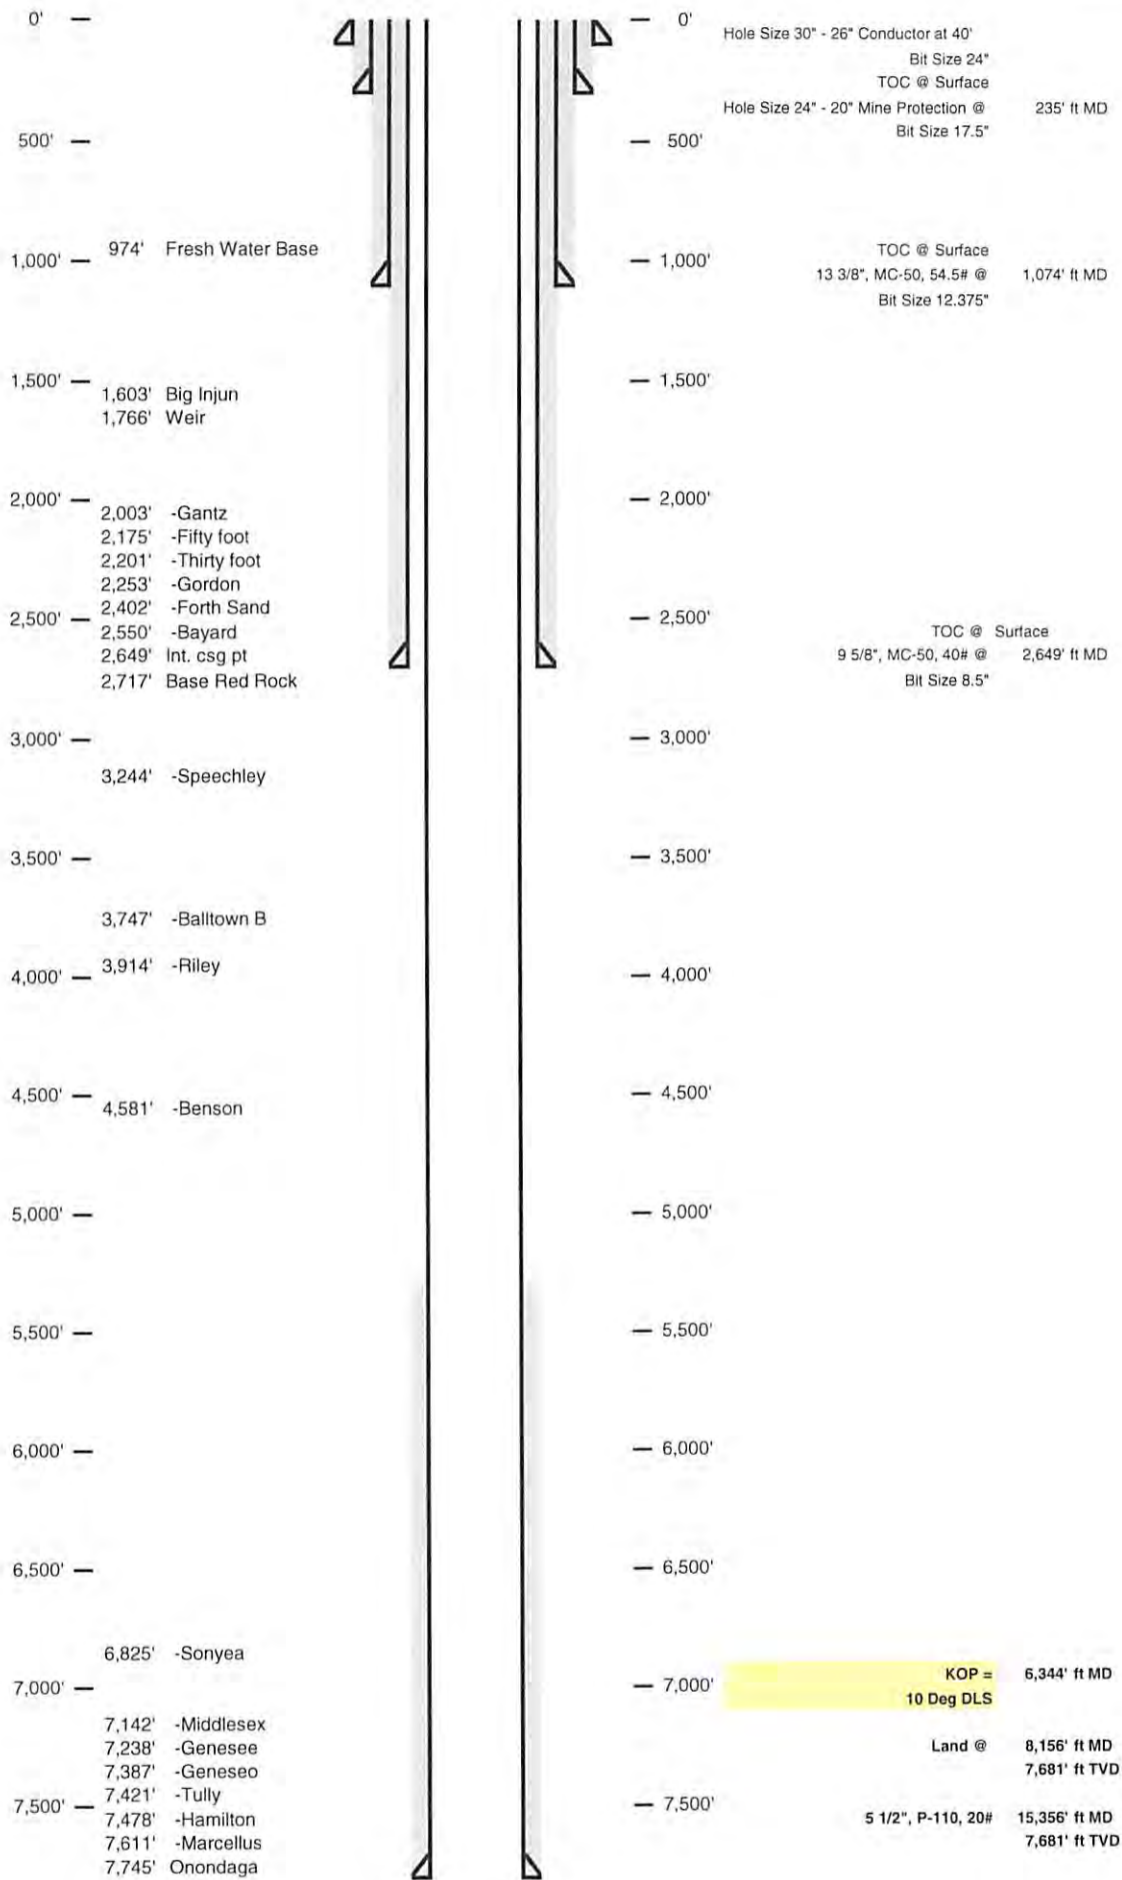 0'
0'
Hole Size 30" - 26" Conductor at 40'
Bit Size 24"
TOC @ Surface
Hole Size 24" - 20" Mine Protection @ 235' ft MD
Bit Size 17.5"
500'
500'
974' Fresh Water Base
TOC @ Surface
1,000'
1,000'
13 3/8", MC-50, 54.5# @ 1,074' ft MD
Bit Size 12.375"
1,500'
1,500'
1,603' Big Injun
1,766' Weir
2,000'
2,000'
2,003' -Gantz
2,175' -Fifty foot
2,201' -Thirty foot
2,253' -Gordon
2,402' -Forth Sand
2,500'
2,500'
2,550' -Bayard
TOC @ Surface
2,649' Int. csg pt
9 5/8", MC-50, 40# @ 2,649' ft MD
2,717' Base Red Rock
Bit Size 8.5"
3,000'
3,000'
3,244' -Speechley
3,500'
3,500'
3,747' -Balltown B
3,914' -Riley
4,000'
4,000'
4,500'
4,500'
4,581' -Benson
5,000'
5,000'
5,500'
5,500'
6,000'
6,000'
6,500'
6,500'
6,825' -Sonyea
KOP = 6,344' ft MD
7,000'
7,000'
10 Deg DLS
7,142' -Middlesex
7,238' -Genesee
Land @ 8,156' ft MD
7,387' -Geneseo
7,681' ft TVD
7,421' -Tully
7,500'
7,500'
7,478' -Hamilton
5 1/2", P-110, 20# 15,356' ft MD
7,611' -Marcellus
7,681' ft TVD
7,745' Onondaga